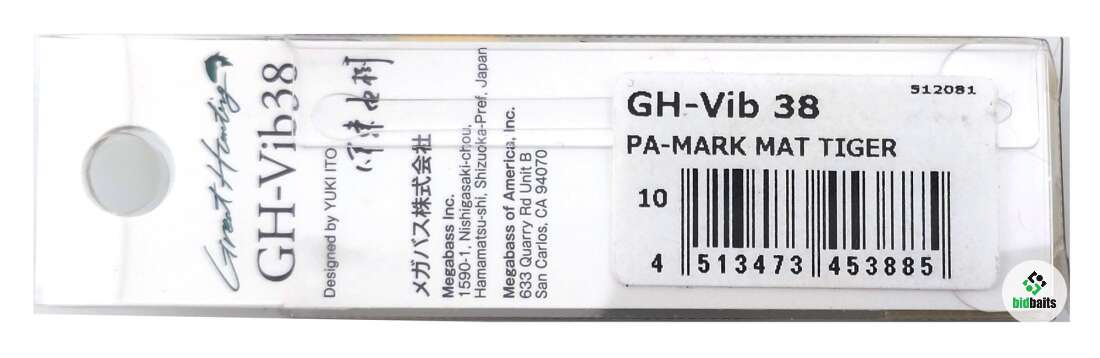 Great Hunting
GH-Vib38
Designed by YUKI ITO
メガバス株式会社
Megabass Inc.
1590-1, Nishigasaki-chou,
Hamamatsu-shi, Shizuoka-Pref, Japan
Megabass of America, Inc.
633 Quarry Rd Unit B
San Carlos, CA 94070
512081
GH-Vib 38
PA-MARK MAT TIGER
10
4 513473 453885
bidbaits